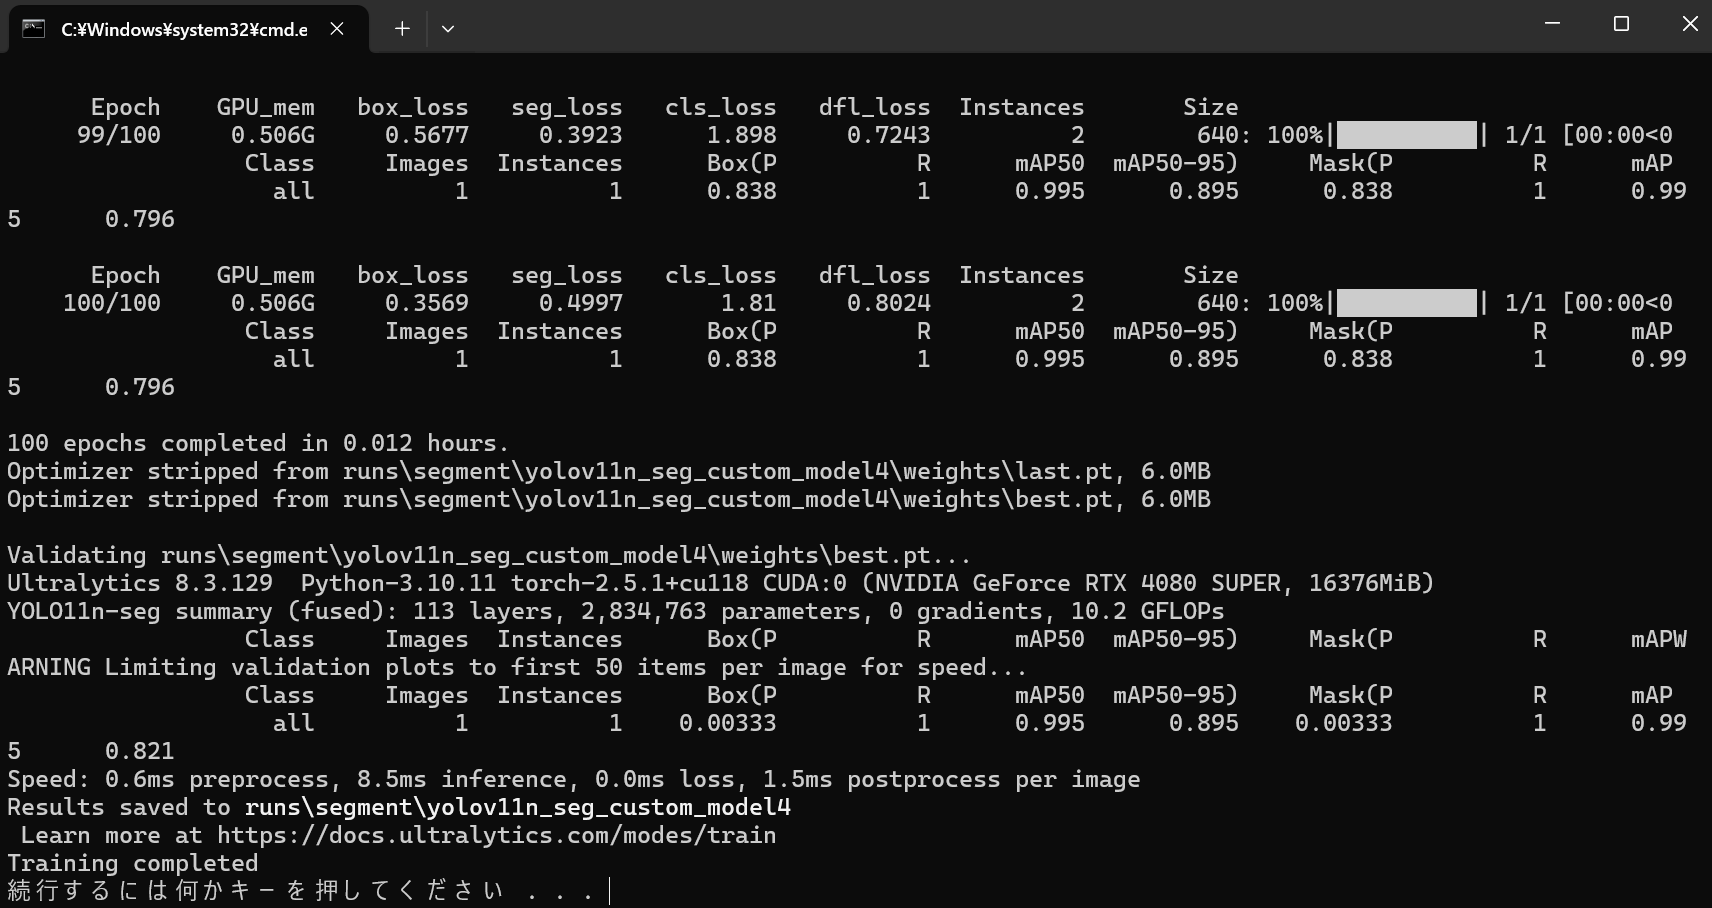 C:¥Windows¥system32¥cmd.e
Epoch GPU_mem box_loss seg_loss cls_loss dfl_loss Instances Size
99/100 0.506G 0.5677 0.3923 1.898 0.7243 2 640: 100%|██████████| 1/1 [00:00<0
Class Images Instances Box(P R mAP50 mAP50-95) Mask(P R mAP
all 1 1 0.838 1 0.995 0.895 0.838 1 0.99
5 0.796
Epoch GPU_mem box_loss seg_loss cls_loss dfl_loss Instances Size
100/100 0.506G 0.3569 0.4997 1.81 0.8024 2 640: 100%|██████████| 1/1 [00:00<0
Class Images Instances Box(P R mAP50 mAP50-95) Mask(P R mAP
all 1 1 0.838 1 0.995 0.895 0.838 1 0.99
5 0.796
100 epochs completed in 0.012 hours.
Optimizer stripped from runs\segment\yolov11n_seg_custom_model4\weights\last.pt, 6.0MB
Optimizer stripped from runs\segment\yolov11n_seg_custom_model4\weights\best.pt, 6.0MB
Validating runs\segment\yolov11n_seg_custom_model4\weights\best.pt...
Ultralytics 8.3.129 Python-3.10.11 torch-2.5.1+cu118 CUDA:0 (NVIDIA GeForce RTX 4080 SUPER, 16376MiB)
YOLO11n-seg summary (fused): 113 layers, 2,834,763 parameters, 0 gradients, 10.2 GFLOPs
Class Images Instances Box(P R mAP50 mAP50-95) Mask(P R mAPW
ARNING Limiting validation plots to first 50 items per image for speed...
Class Images Instances Box(P R mAP50 mAP50-95) Mask(P R mAP
all 1 1 0.00333 1 0.995 0.895 0.00333 1 0.99
5 0.821
Speed: 0.6ms preprocess, 8.5ms inference, 0.0ms loss, 1.5ms postprocess per image
Results saved to runs\segment\yolov11n_seg_custom_model4
Learn more at https://docs.ultralytics.com/modes/train
Training completed
続行するには何かキーを押してください . . .